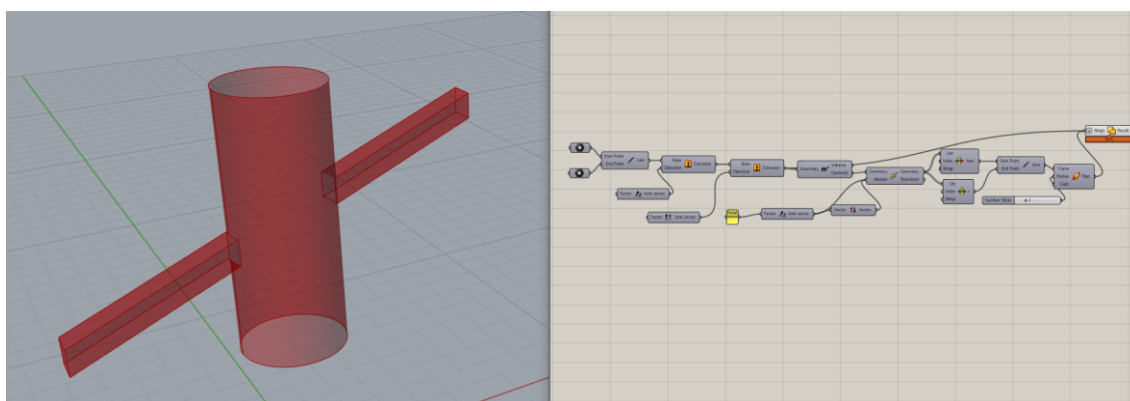 Start Point
End Point
Line
Base
Direction
Extrusion
Factor
Unit vector
Factor
Unit vector
Base
Direction
Extrusion
Geometry
Volume
Centroid
Panel
Factor
Unit vector
Vector
Vector
Geometry
Motion
Geometry
Transform
List
Index
Wrap
Item
List
Index
Wrap
i
Start Point
End Point
Line
Number Slider
Curve
Radius
Caps
Pipe
Breps
Result